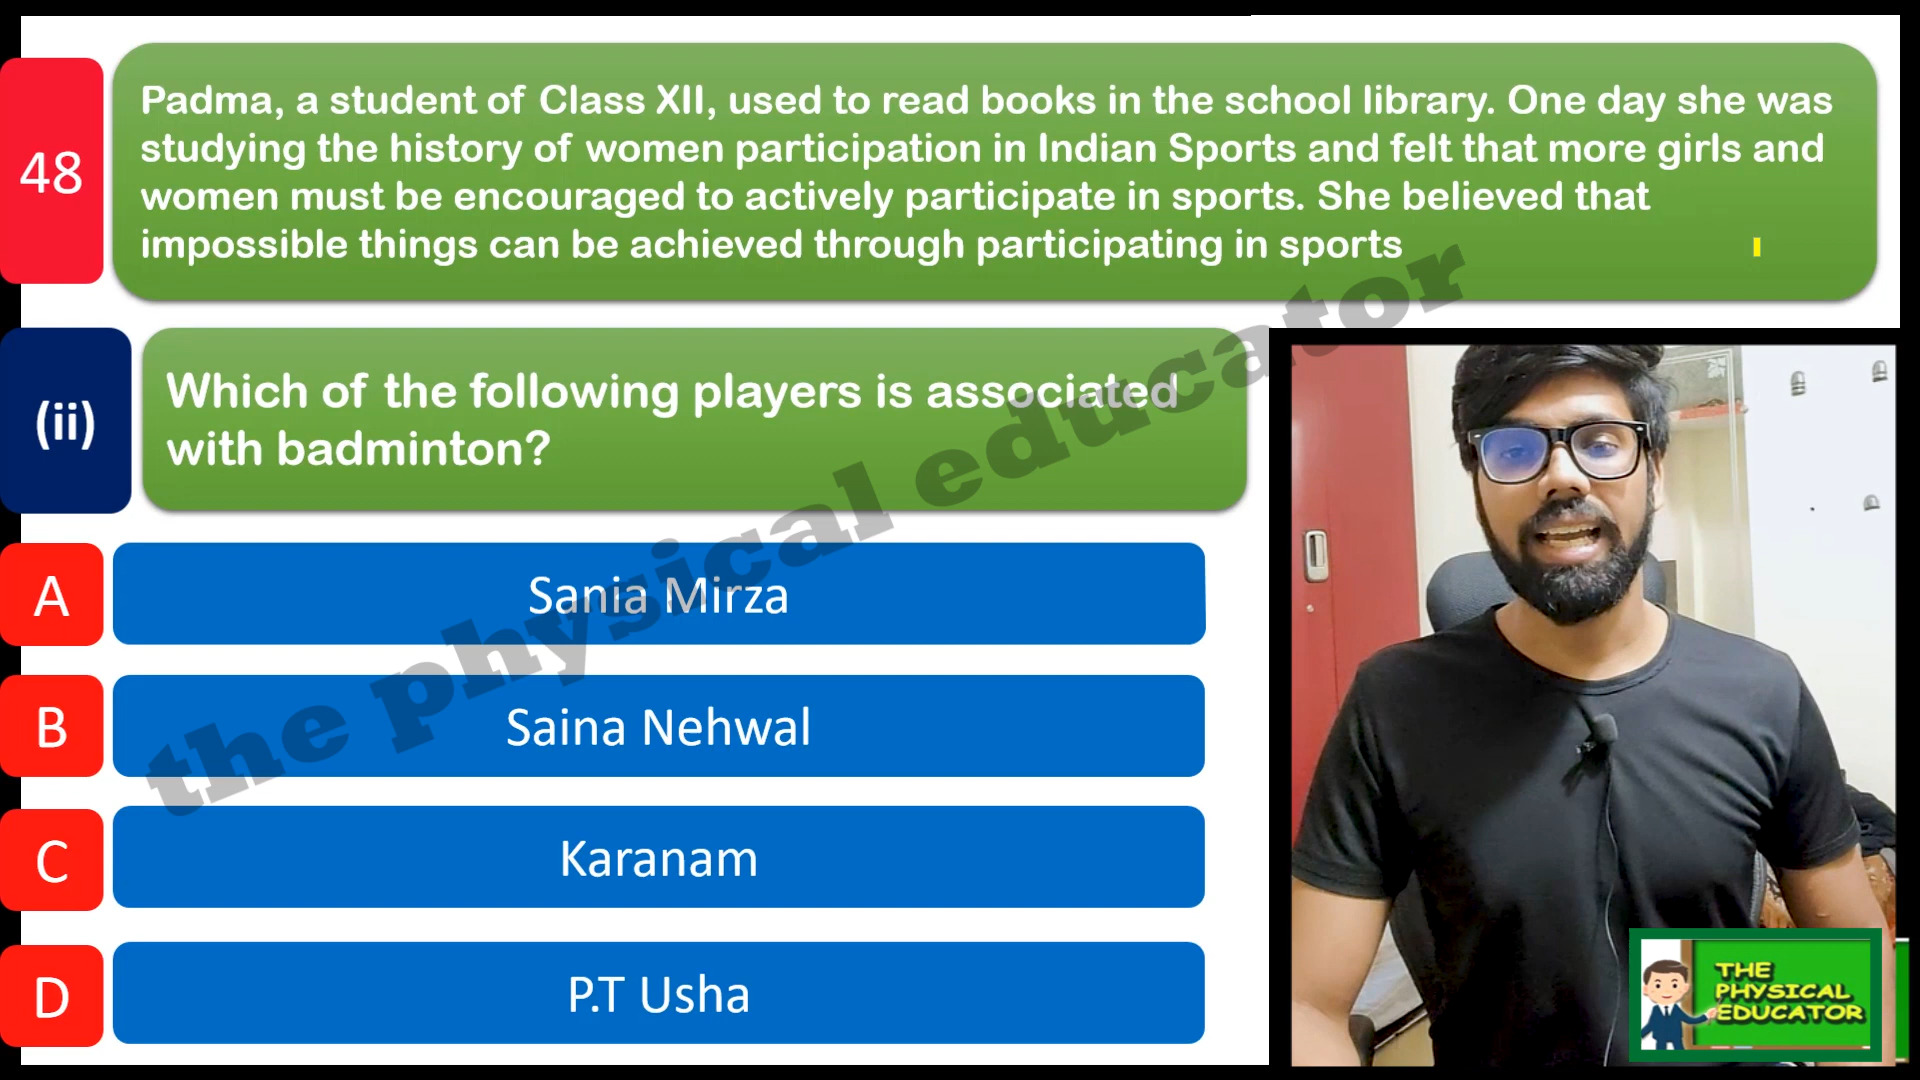 48
Padma, a student of Class XII, used to read books in the school library. One day she was
studying the history of women participation in Indian Sports and felt that more girls and
women must be encouraged to actively participate in sports. She believed that
impossible things can be achieved through participating in sports
(ii)
Which of the following players is associated
with badminton?
A
Sania Mirza
B
Saina Nehwal
C
Karanam
D
P.T Usha
the physical educator
THE
PHYSICAL
EDUCATOR